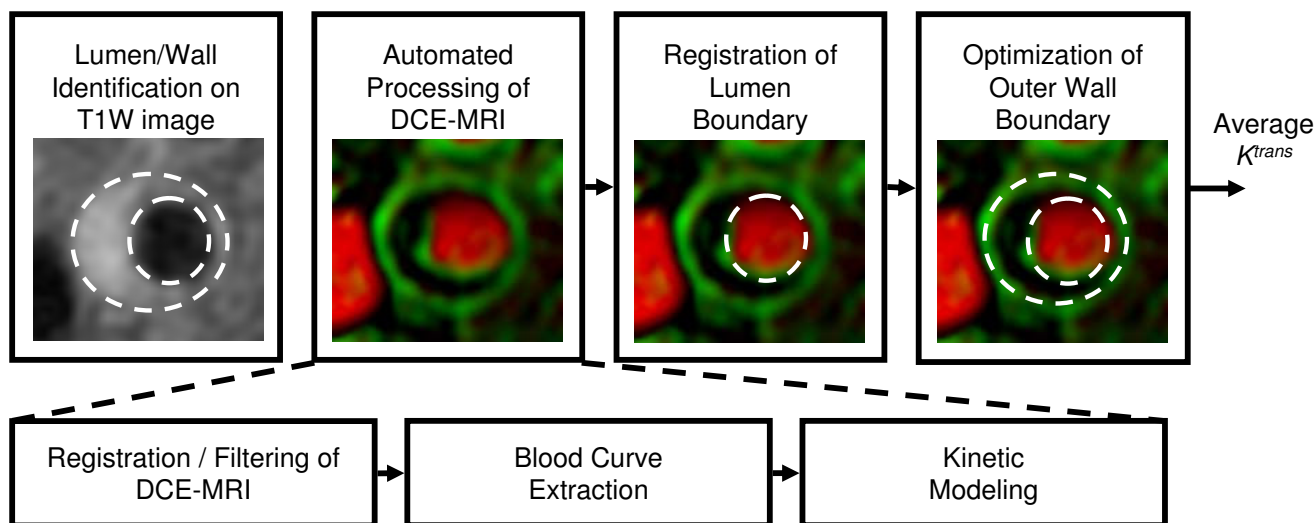 Lumen/Wall
Identification on
T1W image
Automated
Processing of
DCE-MRI
Registration of
Lumen
Boundary
Optimization of
Outer Wall
Boundary
Average
Ktrans
Registration / Filtering of
DCE-MRI
Blood Curve
Extraction
Kinetic
Modeling